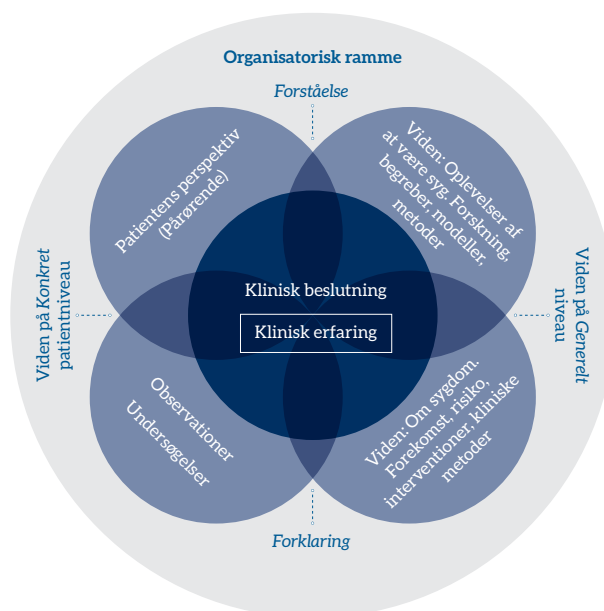 Organisatorisk ramme
Forståelse
Patientens perspektiv
(Pårørende)
Viden: Oplevelser af
at være syg. Forskning,
begreber, modeller,
metoder
Viden på Konkret
patientniveau
Klinisk beslutning
Klinisk erfaring
Viden på Generelt
niveau
Observationer
Undersøgelser
Viden: Om sygdom.
Forekomst, risiko,
interventioner, kliniske
metoder
Forklaring